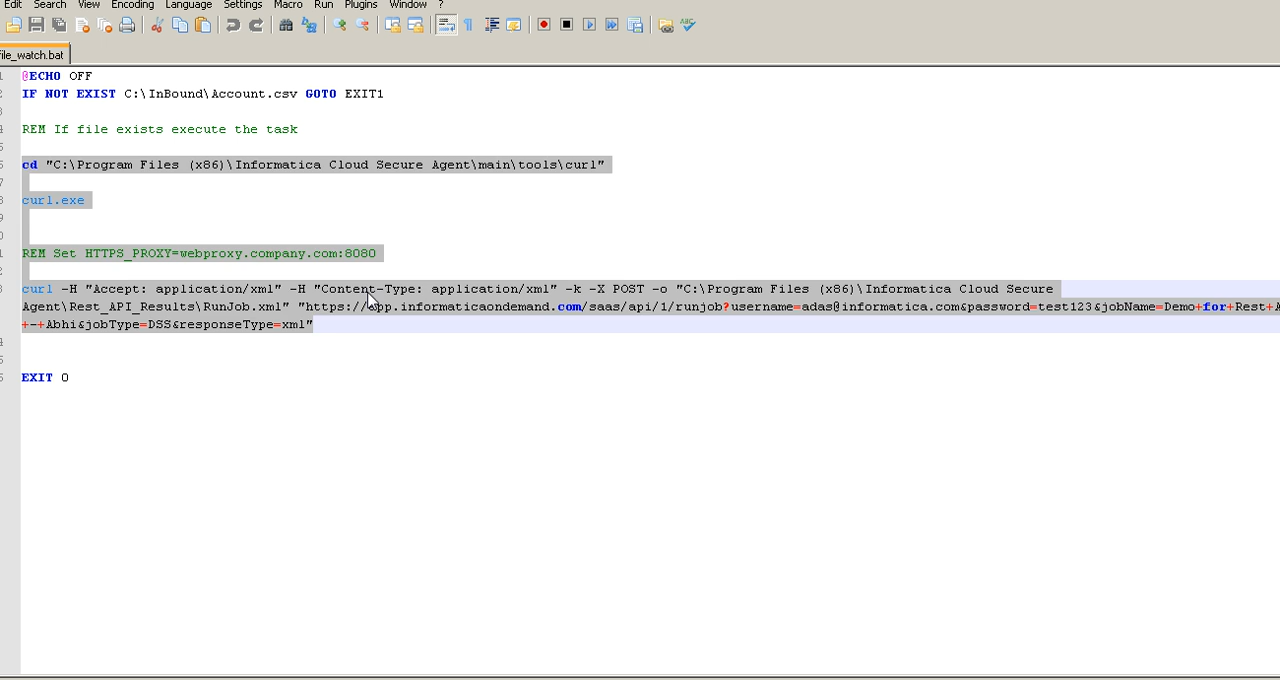 Edit Search View Encoding Language Settings Macro Run Plugins Window ?
file_watch.bat
@ECHO OFF
IF NOT EXIST C:\InBound\Account.csv GOTO EXIT1
REM If file exists execute the task
cd "C:\Program Files (x86)\Informatica Cloud Secure Agent\main\tools\curl"
curl.exe
REM Set HTTPS_PROXY=webproxy.company.com:8080
curl -H "Accept: application/xml" -H "Content-Type: application/xml" -k -X POST -o "C:\Program Files (x86)\Informatica Cloud Secure
Agent\Rest_API_Results\RunJob.xml" "https://app.informaticaondemand.com/saas/api/1/runjob?username=adas@informatica.com&password=test123&jobName=Demo+for+Rest+A
+-+Abhi&jobType=DSS&responseType=xml"
EXIT 0